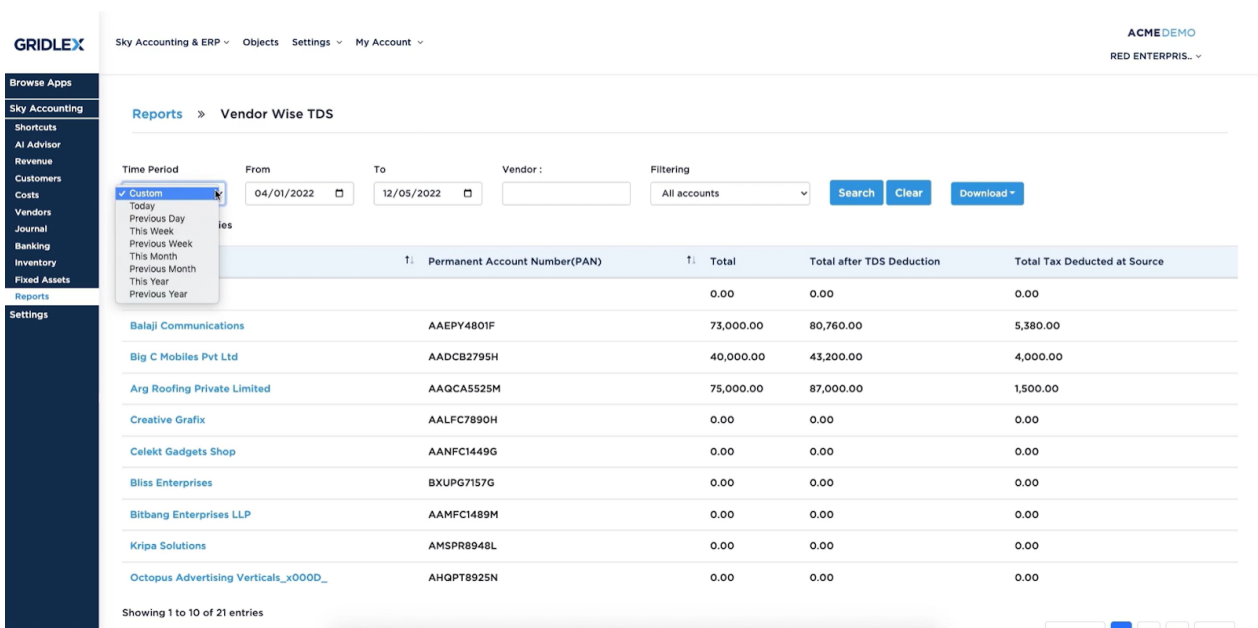 GRIDLEX
Sky Accounting & ERP Objects Settings My Account
ACMEDEMO
RED ENTERPRIS..
Browse Apps
Sky Accounting
Shortcuts
AI Advisor
Revenue
Customers
Costs
Vendors
Journal
Banking
Inventory
Fixed Assets
Reports
Settings
Reports » Vendor Wise TDS
Time Period From To Vendor : Filtering
04/01/2022 12/05/2022 All accounts Search Clear Download
✓ Custom
Today
Previous Day
This Week
Previous Week
This Month
Previous Month
This Year
Previous Year
ies
Permanent Account Number(PAN) Total Total after TDS Deduction Total Tax Deducted at Source
0.00 0.00 0.00
Balaji Communications AAEPY4801F 73,000.00 80,760.00 5,380.00
Big C Mobiles Pvt Ltd AADCB2795H 40,000.00 43,200.00 4,000.00
Arg Roofing Private Limited AAQCA5525M 75,000.00 87,000.00 1,500.00
Creative Grafix AALFC7890H 0.00 0.00 0.00
Celekt Gadgets Shop AANFC1449G 0.00 0.00 0.00
Bliss Enterprises BXUPG7157G 0.00 0.00 0.00
Bitbang Enterprises LLP AAMFC1489M 0.00 0.00 0.00
Kripa Solutions AMSPR8948L 0.00 0.00 0.00
Octopus Advertising Verticals_x000D_ AHQPT8925N 0.00 0.00 0.00
Showing 1 to 10 of 21 entries